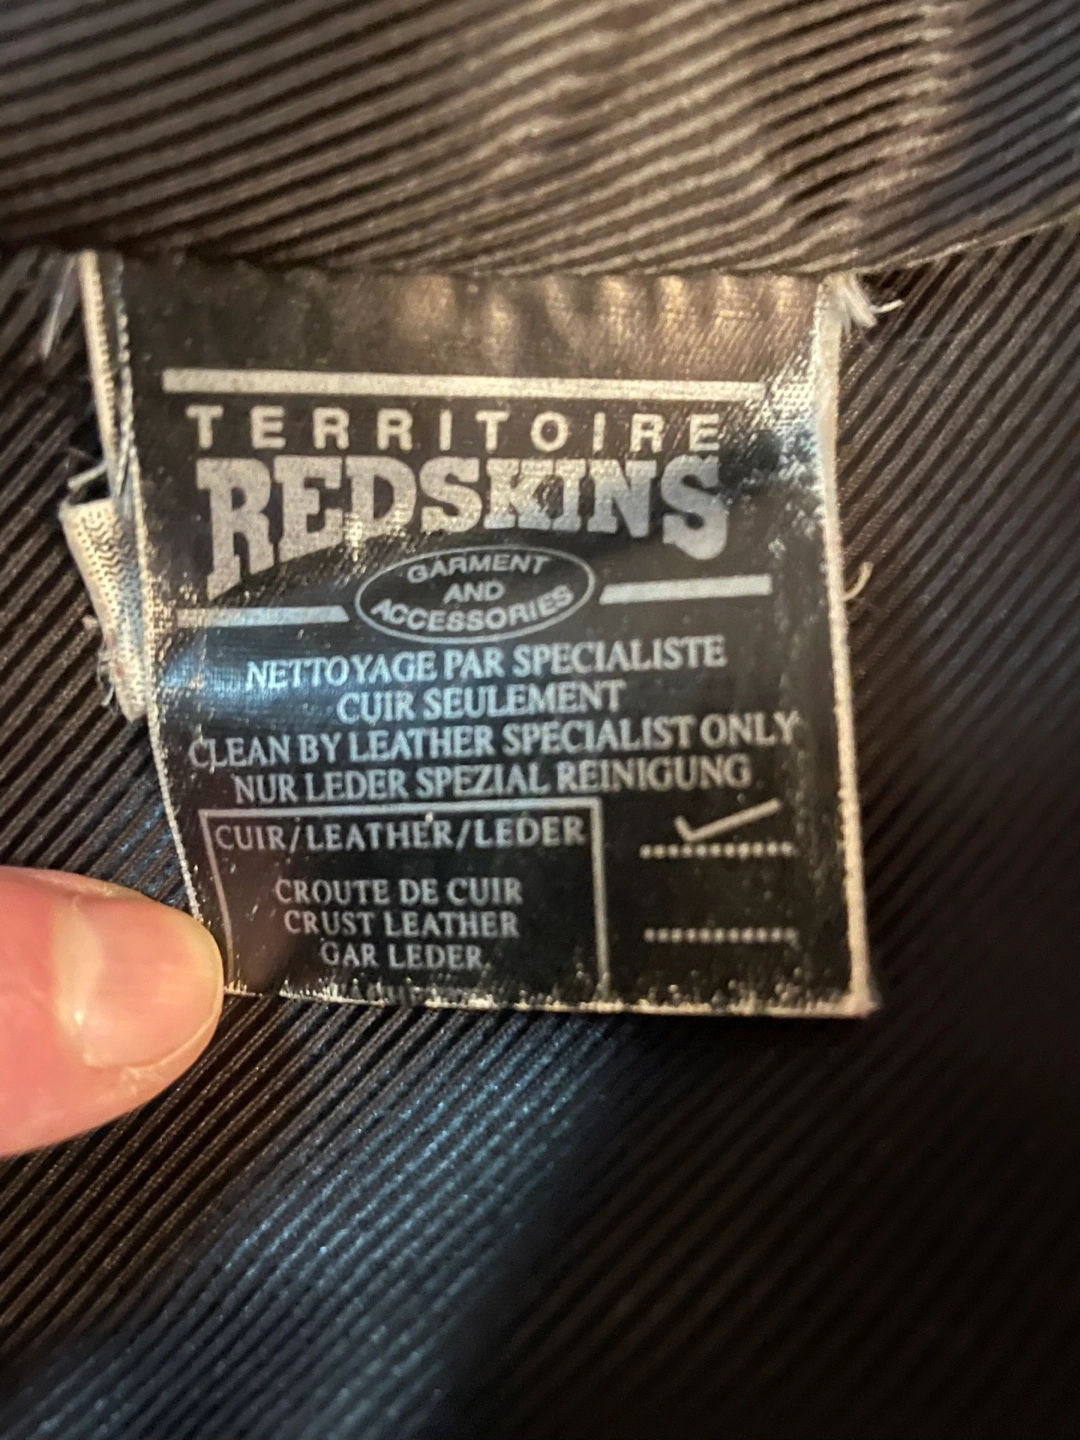 TERRITOIRE
REDSKINS
GARMENT
AND
ACCESSORIES
NETTOYAGE PAR SPECIALISTE
CUIR SEULEMENT
CLEAN BY LEATHER SPECIALIST ONLY
NUR LEDER SPEZIAL REINIGUNG
CUIR/LEATHER/LEDER
CROUTE DE CUIR
CRUST LEATHER
GAR LEDER